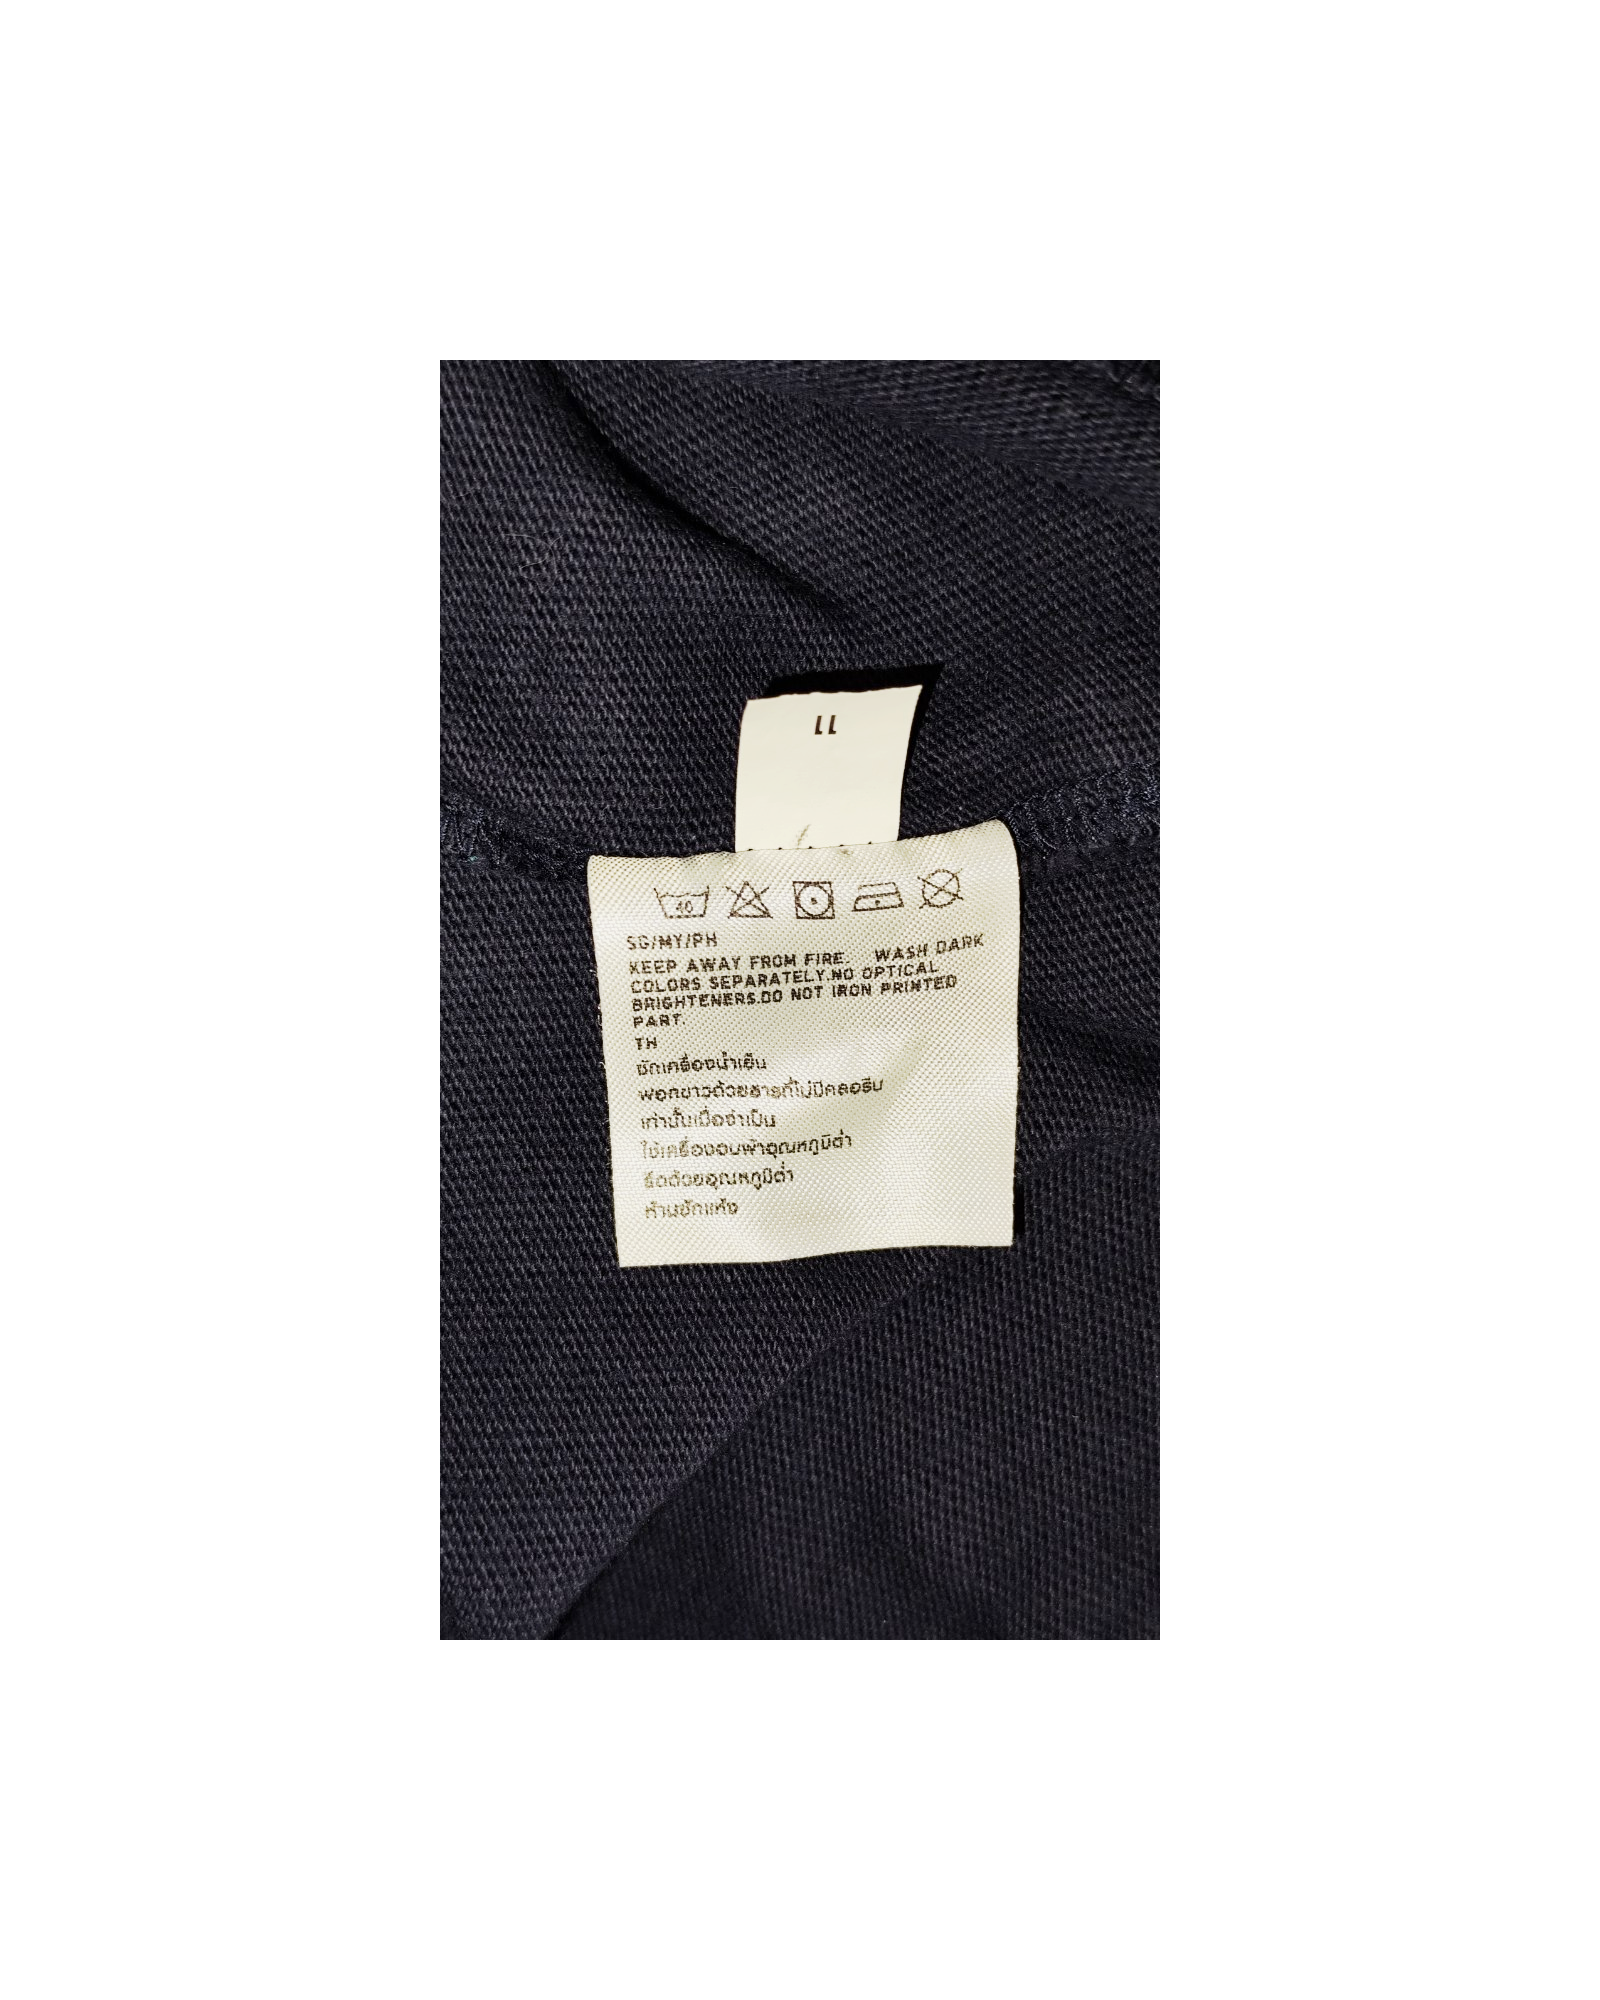 11
40
SG/MY/PH
KEEP AWAY FROM FIRE. WASH DARK
COLORS SEPARATELY.NO OPTICAL
BRIGHTENERS.DO NOT IRON PRINTED
PART.
TH
ซักเครื่องน้ำเย็น
ฟอกขาวด้วยสารที่ไม่มีคลอรีน
เท่านั้นเมื่อจำเป็น
ใช้เครื่องอบผ้าอุณหภูมิต่ำ
รีดด้วยอุณหภูมิต่ำ
ห้ามซักแห้ง